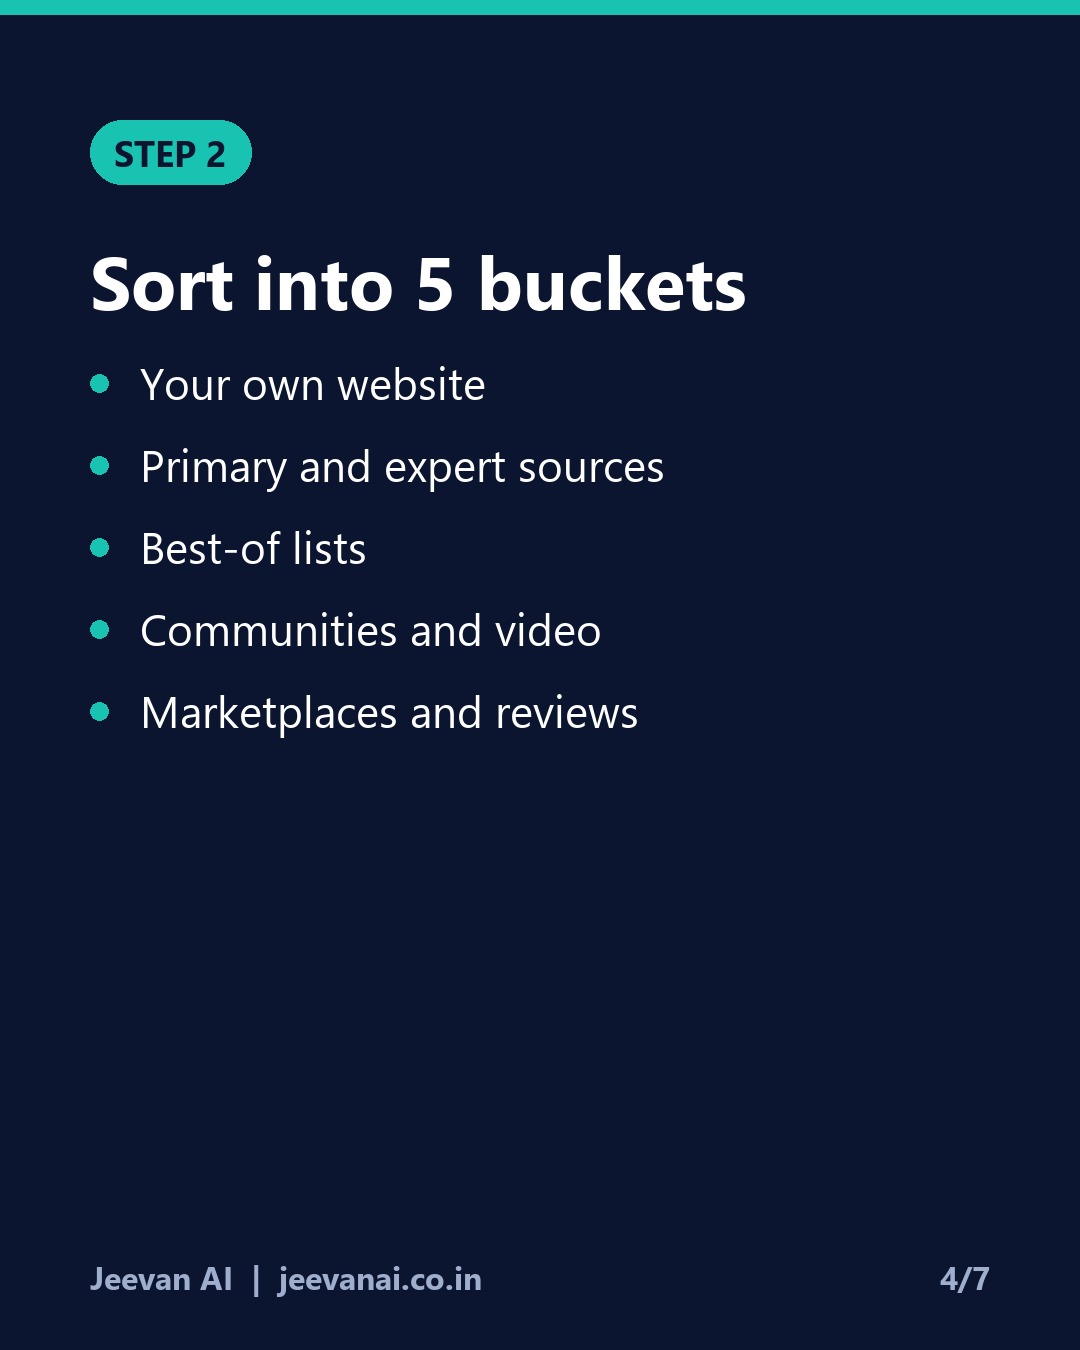 STEP 2
Sort into 5 buckets
Your own website
Primary and expert sources
Best-of lists
Communities and video
Marketplaces and reviews
Jeevan AI | jeevanai.co.in
4/7